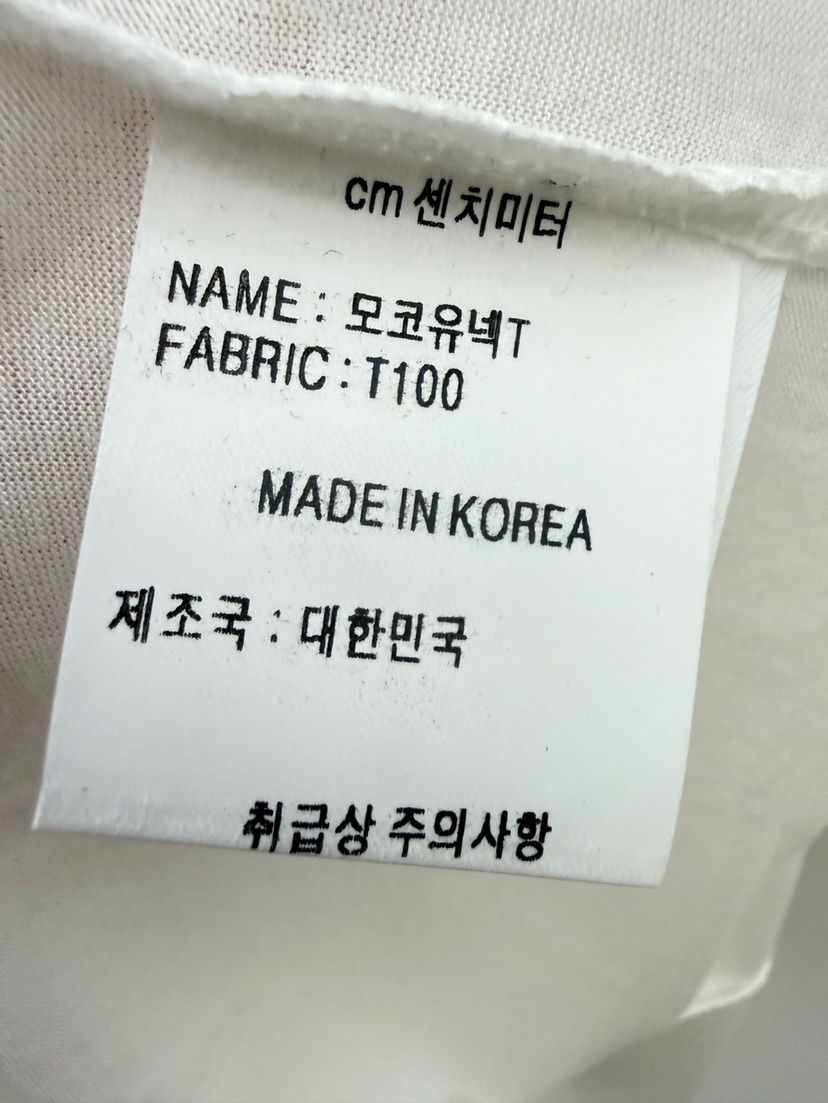 cm 센치미터
NAME : 모코유넥T
FABRIC : T100
MADE IN KOREA
제조국 : 대한민국
취급상 주의사항